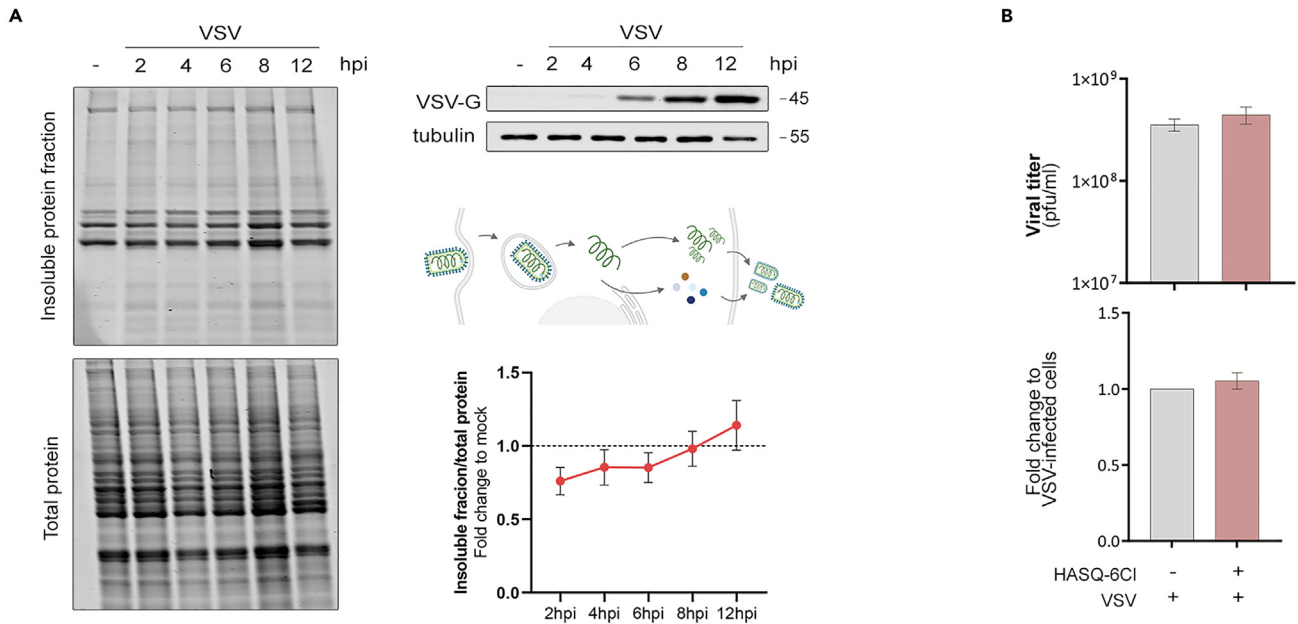 A
VSV
- 2 4 6 8 12 hpi
Insoluble protein fraction
Total protein
VSV
- 2 4 6 8 12 hpi
VSV-G
-45
tubulin
-55
Insoluble fracion/total protein
Fold change to mock
1.5
1.0
0.5
0.0
2hpi 4hpi 6hpi 8hpi 12hpi
B
Viral titer
(pfu/ml)
1×10⁹
1×10⁸
1×10⁷
Fold change to
VSV-infected cells
1.5
1.0
0.5
0.0
HASQ-6Cl - +
VSV + +